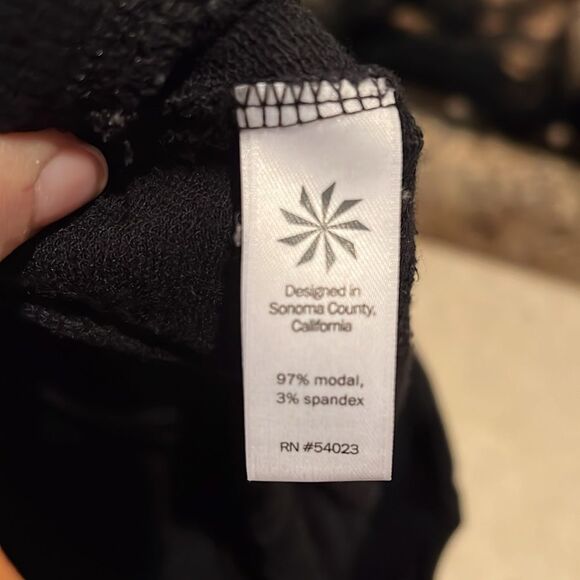 Designed in
Sonoma County,
California
97% modal,
3% spandex
RN #54023